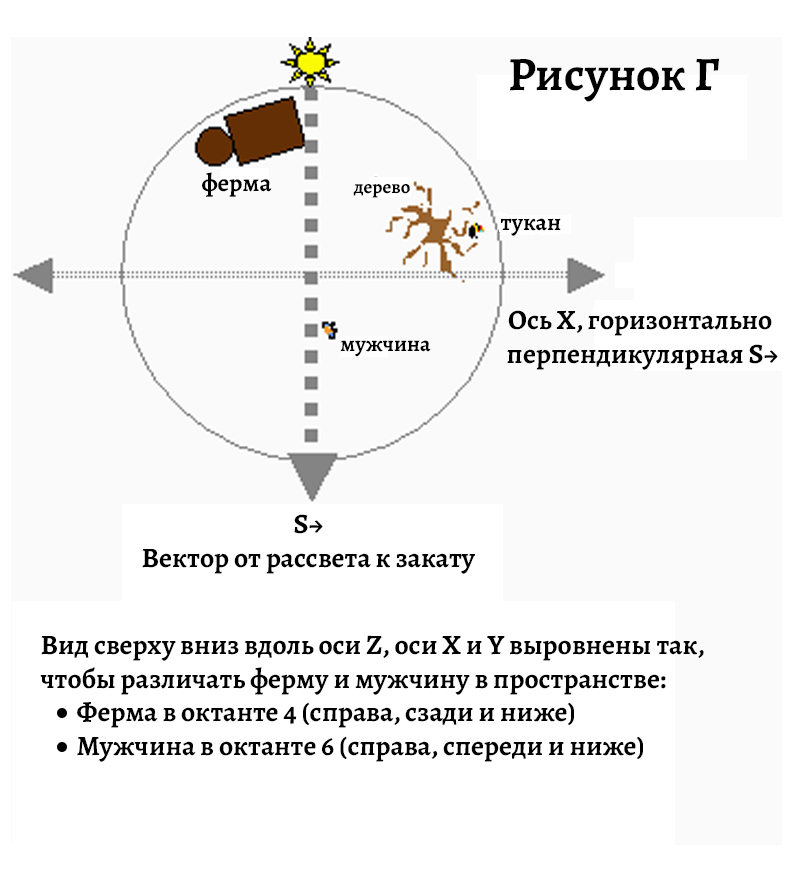 Рисунок Г
дерево
ферма
тукан
Ось X, горизонтально
перпендикулярная S→
мужчина
S→
Вектор от рассвета к закату
Вид сверху вниз вдоль оси Z, оси X и Y выровнены так,
чтобы различать ферму и мужчину в пространстве:
• Ферма в октанте 4 (справа, сзади и ниже)
• Мужчина в октанте 6 (справа, спереди и ниже)